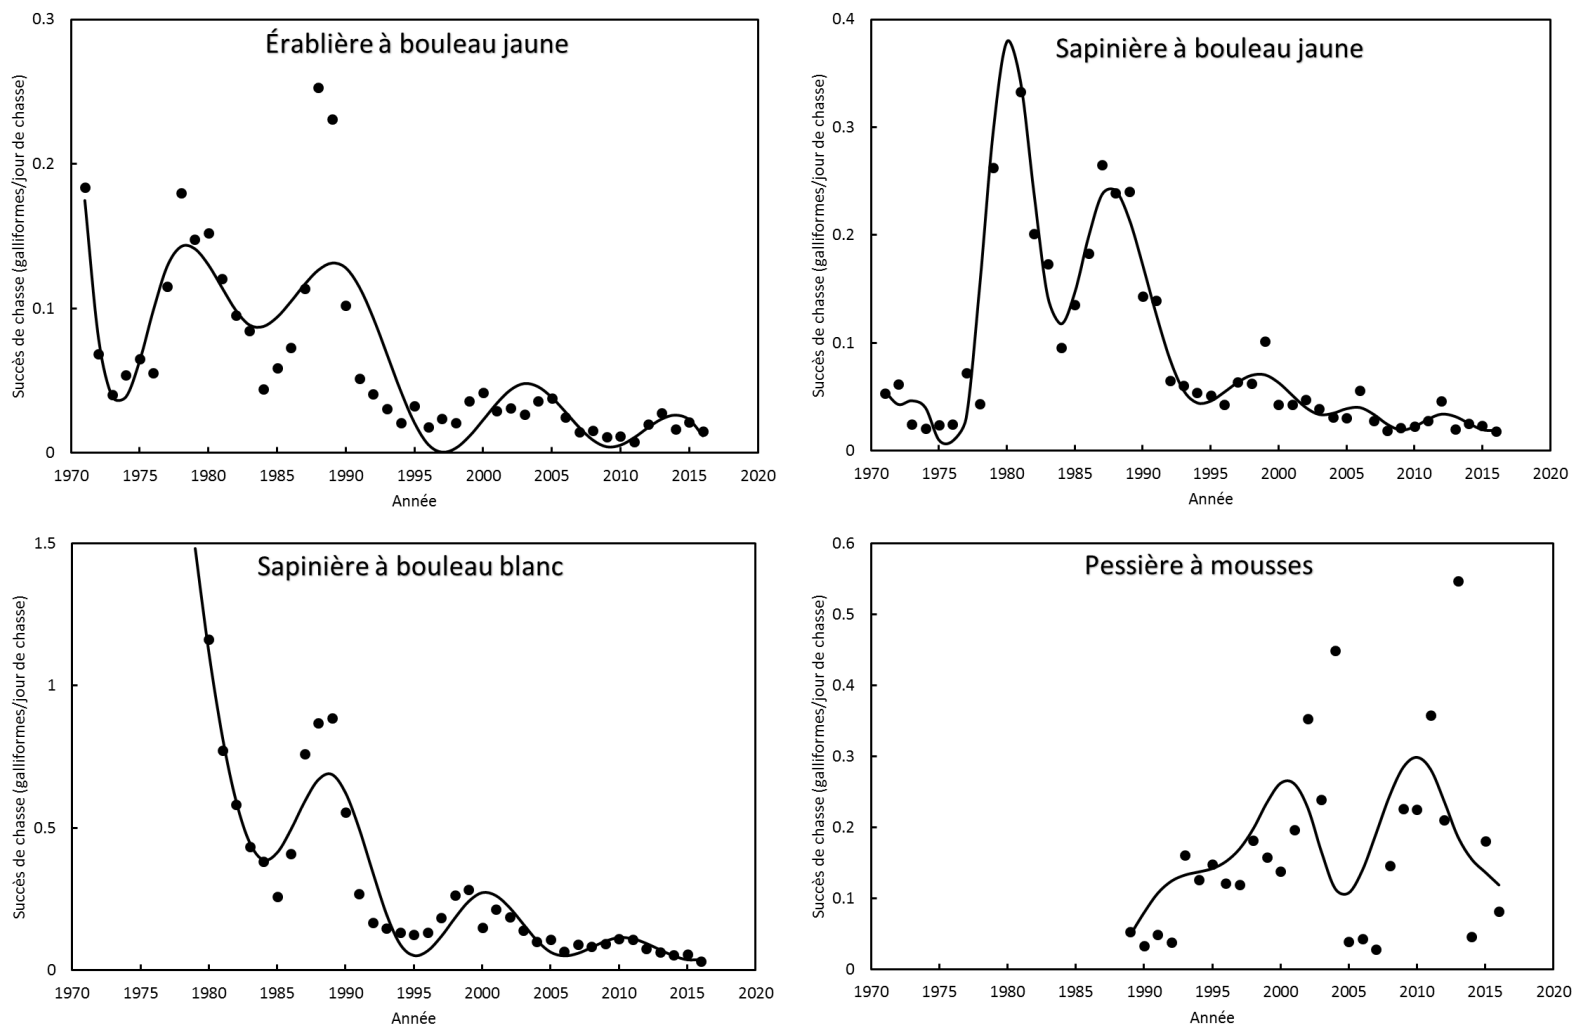 Érablière à bouleau jaune
Succès de chasse (galliformes/jour de chasse)
0.3
0.2
0.1
0
1970 1975 1980 1985 1990 1995 2000 2005 2010 2015 2020
Année
Sapinière à bouleau jaune
Succès de chasse (galliformes/jour de chasse)
0.4
0.3
0.2
0.1
0
1970 1975 1980 1985 1990 1995 2000 2005 2010 2015 2020
Année
Sapinière à bouleau blanc
Succès de chasse (galliformes/jour de chasse)
1.5
1
0.5
0
1970 1975 1980 1985 1990 1995 2000 2005 2010 2015 2020
Année
Pessière à mousses
Succès de chasse (galliformes/jour de chasse)
0.6
0.5
0.4
0.3
0.2
0.1
0
1970 1975 1980 1985 1990 1995 2000 2005 2010 2015 2020
Année